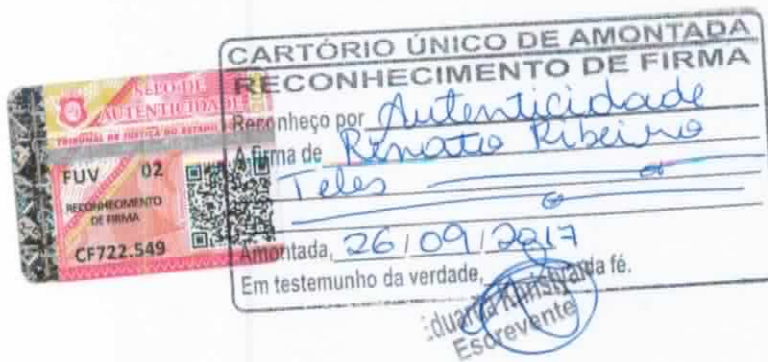 SELO DE
AUTENTICIDADE
TRIBUNAL DE JUSTIÇA DO ESTADO
FUV 02
RECONHECIMENTO
DE FIRMA
CF722.549
CARTÓRIO ÚNICO DE AMONTADA
RECONHECIMENTO DE FIRMA
Reconheço por Autenticidade
A firma de Renato Ribeiro
Teles
Amontada, 26/09/2017
Em testemunho da verdade, da fé.
Eduarda
Escrevente